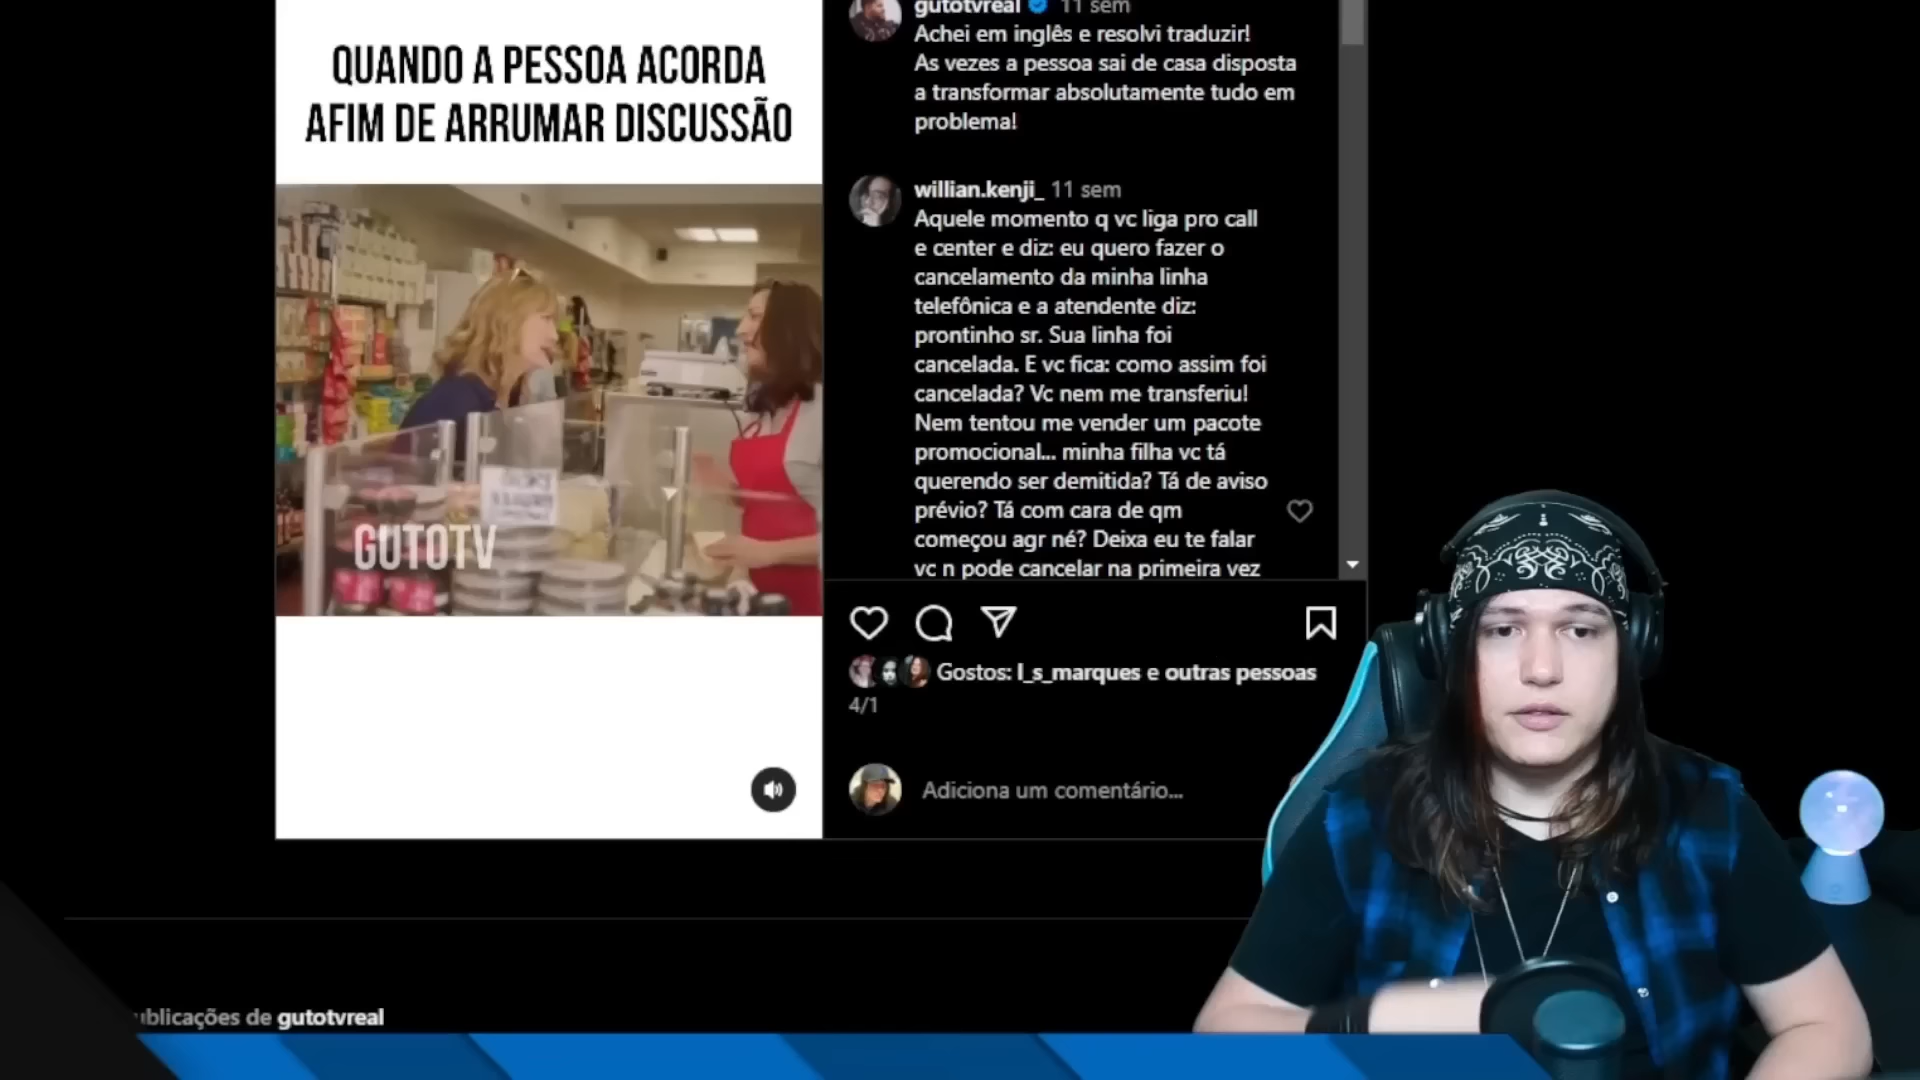 QUANDO A PESSOA ACORDA
AFIM DE ARRUMAR DISCUSSÃO
GUTOTV
gutotvreal 11 sem
Achei em inglês e resolvi traduzir!
As vezes a pessoa sai de casa disposta
a transformar absolutamente tudo em
problema!
willian.kenji_ 11 sem
Aquele momento q vc liga pro call
e center e diz: eu quero fazer o
cancelamento da minha linha
telefônica e a atendente diz:
prontinho sr. Sua linha foi
cancelada. E vc fica: como assim foi
cancelada? Vc nem me transferiu!
Nem tentou me vender um pacote
promocional... minha filha vc tá
querendo ser demitida? Tá de aviso
prévio? Tá com cara de qm
começou agr né? Deixa eu te falar
vc n pode cancelar na primeira vez
Gostos: l_s_marques e outras pessoas
4/1
Adiciona um comentário...
ublicações de gutotvreal